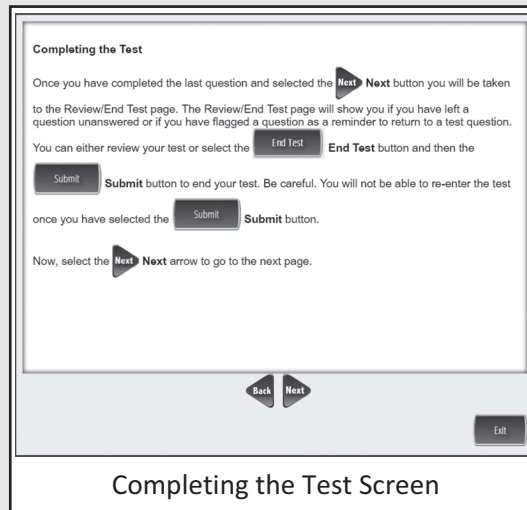 Completing the Test
Once you have completed the last question and selected the Next Next button you will be taken
to the Review/End Test page. The Review/End Test page will show you if you have left a
question unanswered or if you have flagged a question as a reminder to return to a test question.
You can either review your test or select the End Test End Test button and then the
Submit Submit button to end your test. Be careful. You will not be able to re-enter the test
once you have selected the Submit Submit button.
Now, select the Next Next arrow to go to the next page.
Back Next
Exit
Completing the Test Screen